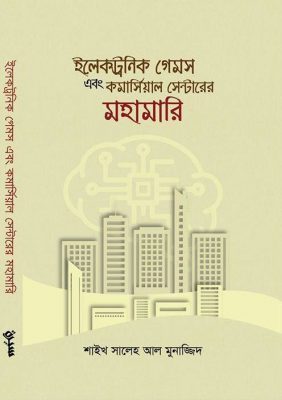 ইলেকট্রনিক গেমস
এবং কমার্সিয়াল সেন্টারের
মহামারি
শাইখ সালেহ আল মুনাজ্জিদ
ইলেকট্রনিক গেমস এবং কমার্সিয়াল সেন্টারের মহামারি